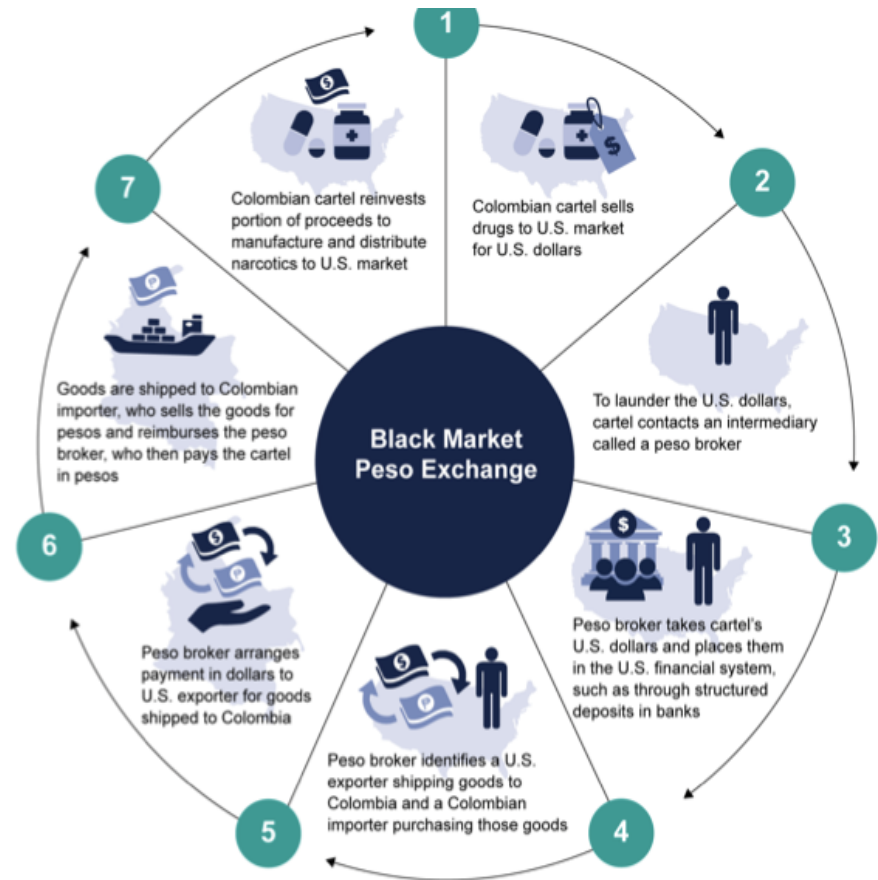 1
Colombian cartel sells
drugs to U.S. market
for U.S. dollars
2
To launder the U.S. dollars,
cartel contacts an intermediary
called a peso broker
3
Peso broker takes cartel's
U.S. dollars and places them
in the U.S. financial system,
such as through structured
deposits in banks
4
Peso broker identifies a U.S.
exporter shipping goods to
Colombia and a Colombian
importer purchasing those goods
5
Peso broker arranges
payment in dollars to
U.S. exporter for goods
shipped to Colombia
6
Goods are shipped to Colombian
importer, who sells the goods for
pesos and reimburses the peso
broker, who then pays the cartel
in pesos
7
Colombian cartel reinvests
portion of proceeds to
manufacture and distribute
narcotics to U.S. market
Black Market
Peso Exchange
$
$
$
$
P
$
P
P